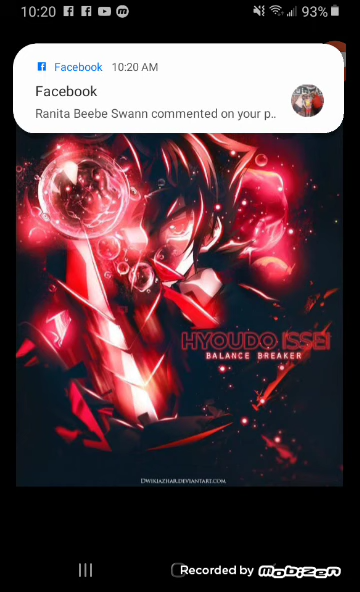 10:20
93%
Facebook 10:20 AM
Facebook
Ranita Beebe Swann commented on your p..
HYOUDO ISSEI
BALANCE BREAKER
DWIKIAZHAR.DEVIANTART.COM
Recorded by mobizen